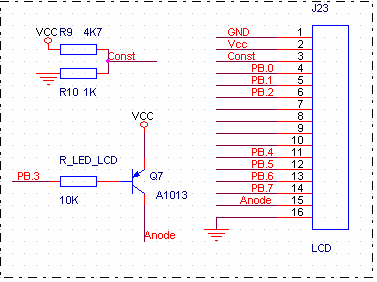 J23
VCC R9 4K7
Const
R10 1K
VCC
R_LED_LCD
PB.3
Q7
10K
A1013
Anode
GND 1
Vcc 2
Const 3
PB.0 4
PB.1 5
PB.2 6
7
8
9
10
PB.4 11
PB.5 12
PB.6 13
PB.7 14
Anode 15
16
LCD